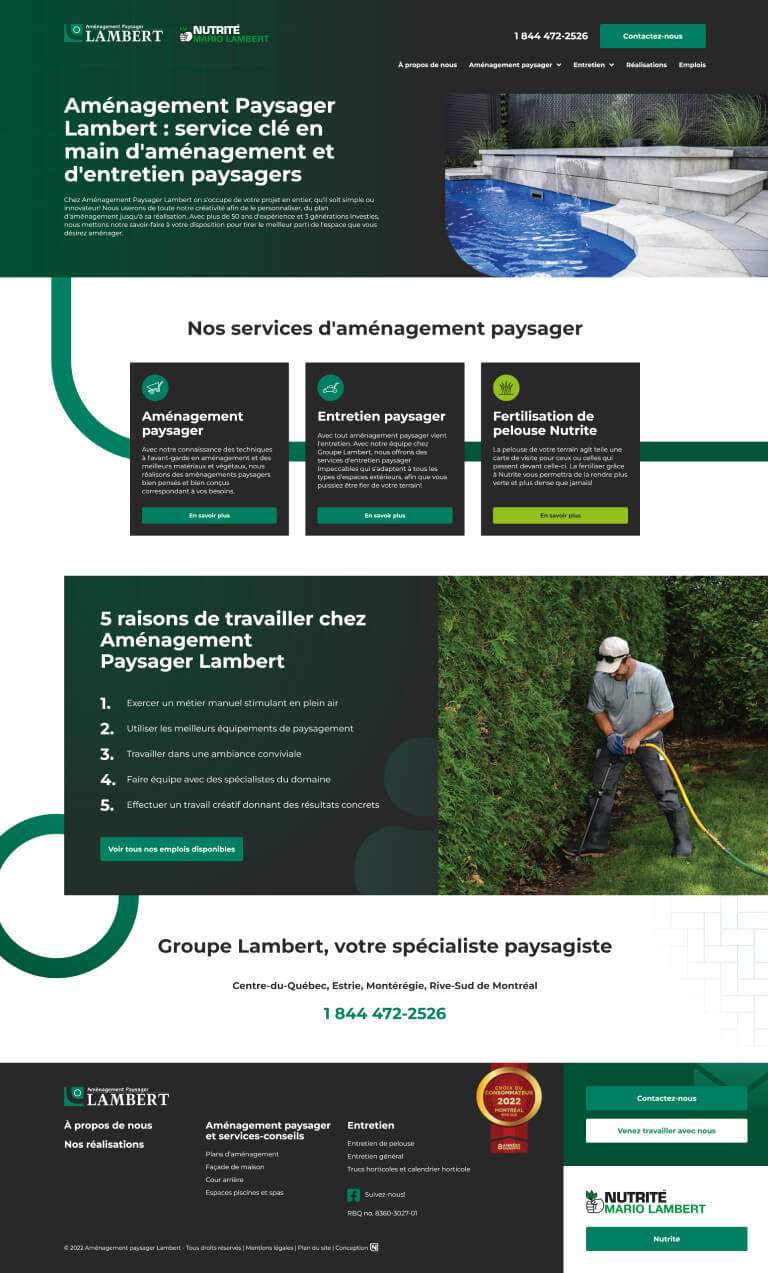 Aménagement Paysager
LAMBERT
NUTRITE
MARIO LAMBERT
1 844 472-2526
Contactez-nous
À propos de nous
Aménagement paysager
Entretien
Réalisations
Emplois
Aménagement Paysager
Lambert : service clé en
main d'aménagement et
d'entretien paysagers
Chez Aménagement Paysager Lambert on s'occupe de votre projet en entier, qu'il soit simple ou
innovateur! Nous userons de toute notre créativité afin de le personnaliser, du plan
d'aménagement jusqu'à sa réalisation. Avec plus de 50 ans d'expérience et 3 générations investies,
nous mettons notre savoir-faire à votre disposition pour tirer le meilleur parti de l'espace que vous
désirez aménager.
Nos services d'aménagement paysager
Aménagement
paysager
Avec notre connaissance des techniques
à l'avant-garde en aménagement et des
meilleurs matériaux et végétaux, nous
réalisons des aménagements paysagers
bien pensés et bien conçus
correspondant à vos besoins.
En savoir plus
Entretien paysager
Avec tout aménagement paysager vient
l'entretien. Avec notre équipe chez
Groupe Lambert, nous offrons des
services d'entretien paysager
impeccables qui s'adaptent à tous les
types d'espaces extérieurs, afin que vous
puissiez être fier de votre terrain!
En savoir plus
Fertilisation de
pelouse Nutrite
La pelouse de votre terrain agit telle une
carte de visite pour ceux ou celles qui
passent devant celle-ci. La fertiliser grâce
à Nutrite vous permettra de la rendre plus
verte et plus dense que jamais!
En savoir plus
5 raisons de travailler chez
Aménagement
Paysager Lambert
1. Exercer un métier manuel stimulant en plein air
2. Utiliser les meilleurs équipements de paysagement
3. Travailler dans une ambiance conviviale
4. Faire équipe avec des spécialistes du domaine
5. Effectuer un travail créatif donnant des résultats concrets
Voir tous nos emplois disponibles
Groupe Lambert, votre spécialiste paysagiste
Centre-du-Québec, Estrie, Montérégie, Rive-Sud de Montréal
1 844 472-2526
Aménagement Paysager
LAMBERT
À propos de nous
Nos réalisations
Aménagement paysager
et services-conseils
Plans d'aménagement
Façade de maison
Cour arrière
Espaces piscines et spas
Entretien
Entretien de pelouse
Entretien général
Trucs horticoles et calendrier horticole
Suivez-nous!
RBQ no. 8360-3027-01
CHOIX DU
CONSOMMATEUR
2022
MONTRÉAL
RIVE-SUD
8 ANNÉES
Contactez-nous
Venez travailler avec nous
NUTRITE
MARIO LAMBERT
Nutrite
© 2022 Aménagement paysager Lambert - Tous droits réservés | Mentions légales | Plan du site | Conception N